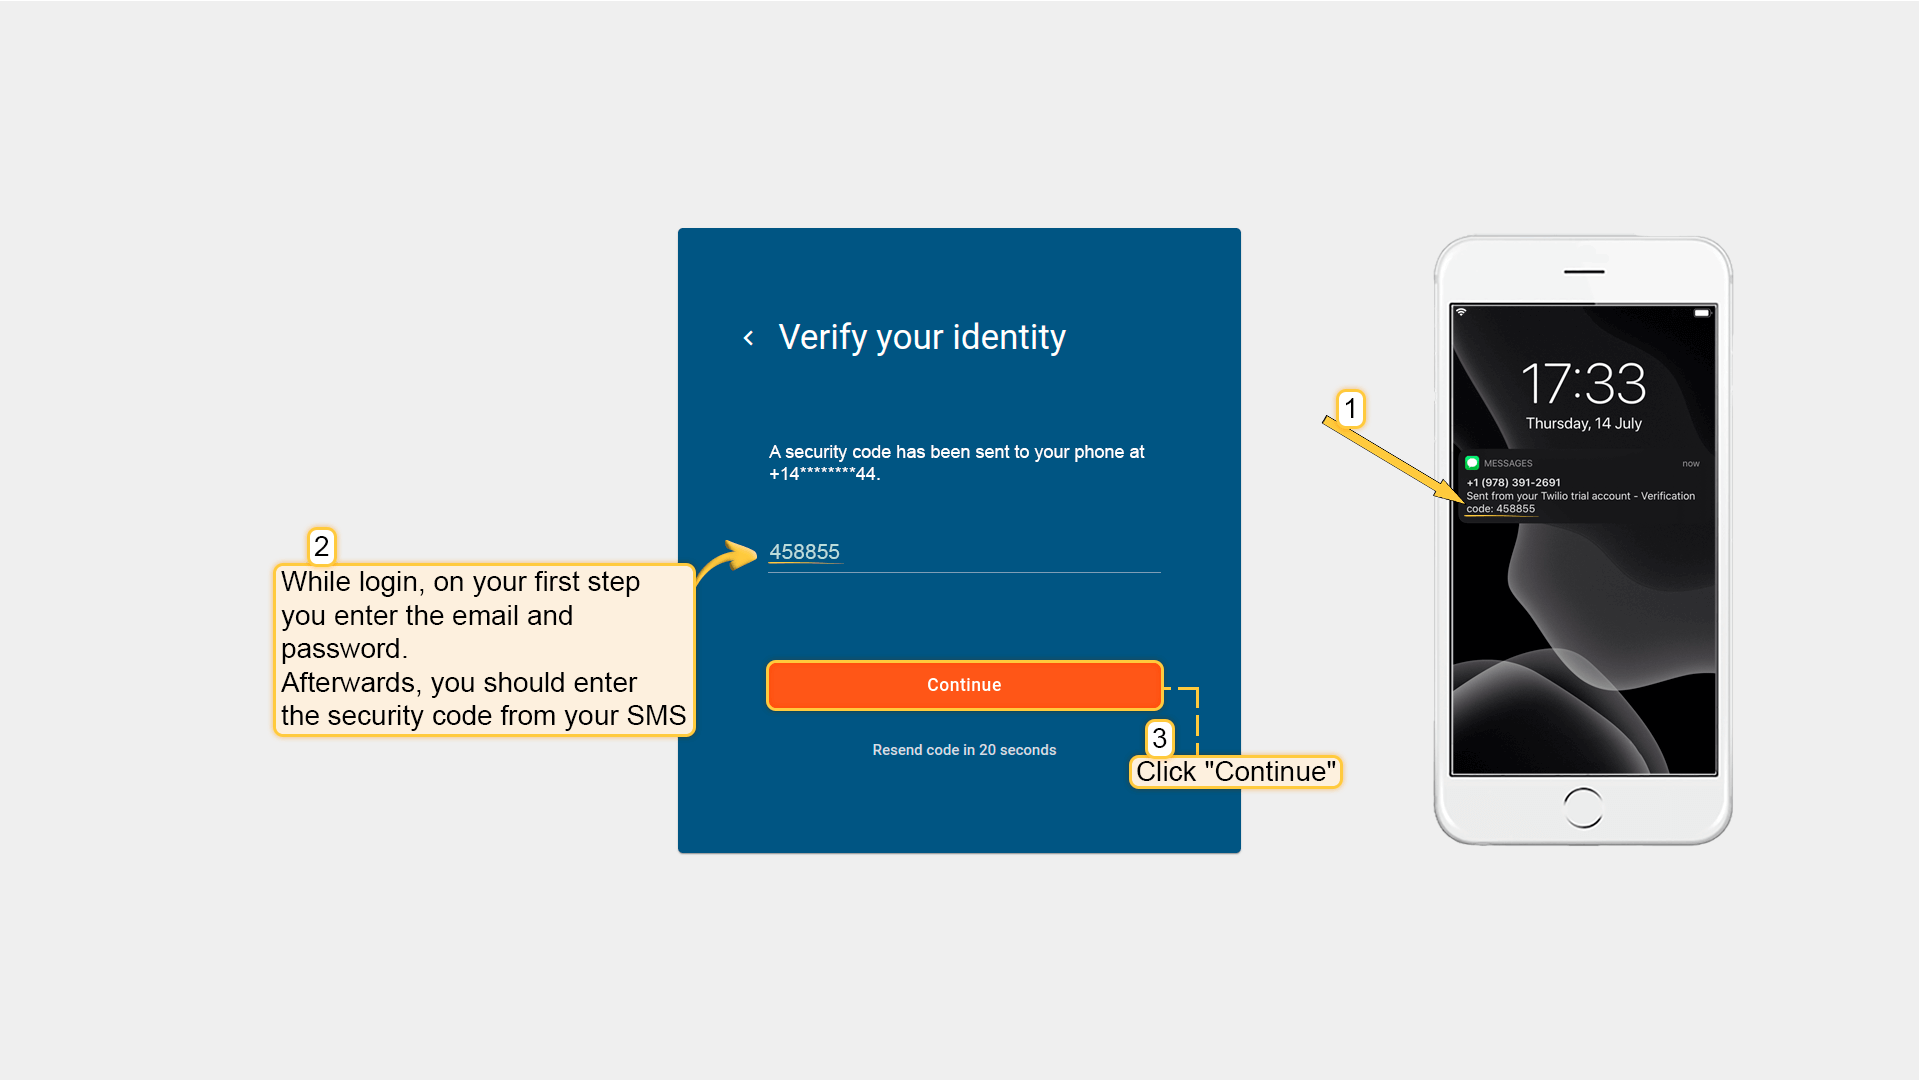 Verify your identity
A security code has been sent to your phone at
+14********44.
458855
Continue
Resend code in 20 seconds
1
17:33
Thursday, 14 July
MESSAGES
now
+1 (978) 391-2691
Sent from your Twilio trial account - Verification
code: 458855
2
While login, on your first step
you enter the email and
password.
Afterwards, you should enter
the security code from your SMS
3
Click "Continue"